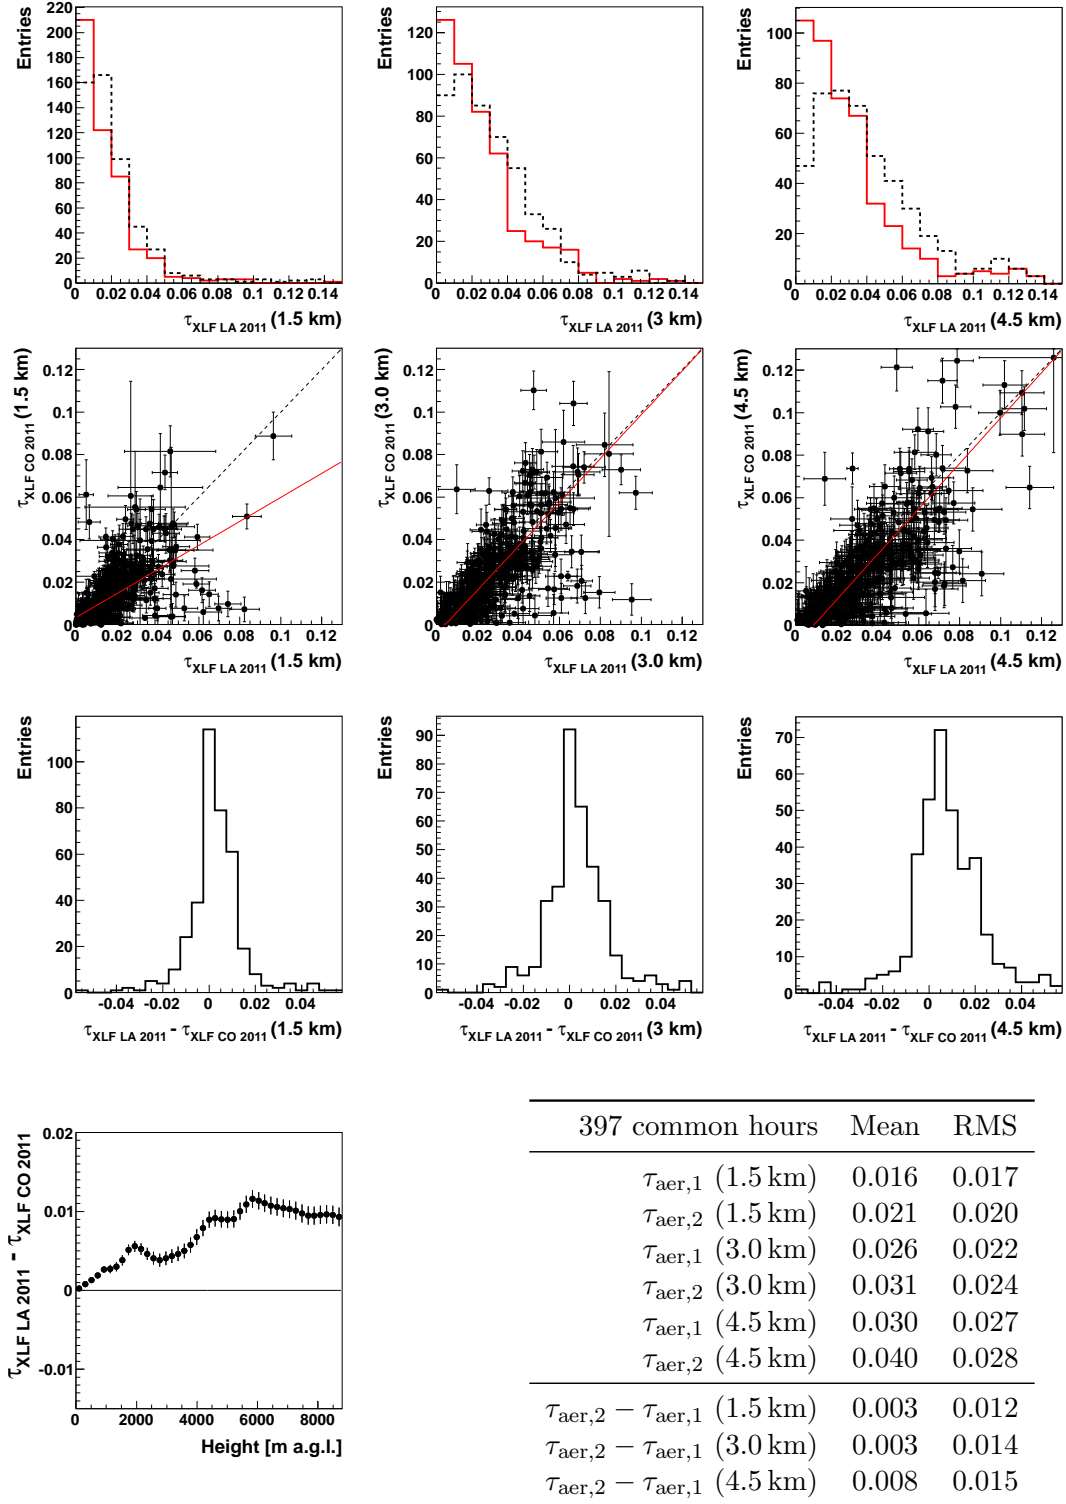 Entries
220
200
180
160
140
120
100
80
60
40
20
0
0 0.02 0.04 0.06 0.08 0.1 0.12 0.14
τXLF LA 2011 (1.5 km)
Entries
120
100
80
60
40
20
0
0 0.02 0.04 0.06 0.08 0.1 0.12 0.14
τXLF LA 2011 (3 km)
Entries
100
80
60
40
20
0
0 0.02 0.04 0.06 0.08 0.1 0.12 0.14
τXLF LA 2011 (4.5 km)
τXLF CO 2011 (1.5 km)
0.12
0.1
0.08
0.06
0.04
0.02
0
0 0.02 0.04 0.06 0.08 0.1 0.12
τXLF LA 2011 (1.5 km)
τXLF CO 2011 (3.0 km)
0.12
0.1
0.08
0.06
0.04
0.02
0
0 0.02 0.04 0.06 0.08 0.1 0.12
τXLF LA 2011 (3.0 km)
τXLF CO 2011 (4.5 km)
0.12
0.1
0.08
0.06
0.04
0.02
0
0 0.02 0.04 0.06 0.08 0.1 0.12
τXLF LA 2011 (4.5 km)
Entries
100
80
60
40
20
0
-0.04 -0.02 0 0.02 0.04
τXLF LA 2011 - τXLF CO 2011 (1.5 km)
Entries
90
80
70
60
50
40
30
20
10
0
-0.04 -0.02 0 0.02 0.04
τXLF LA 2011 - τXLF CO 2011 (3 km)
Entries
70
60
50
40
30
20
10
0
-0.04 -0.02 0 0.02 0.04
τXLF LA 2011 - τXLF CO 2011 (4.5 km)
τXLF LA 2011 - τXLF CO 2011
0.02
0.01
0
-0.01
0 2000 4000 6000 8000
Height [m a.g.l.]
397 common hours Mean RMS
τaer,1 (1.5 km) 0.016 0.017
τaer,2 (1.5 km) 0.021 0.020
τaer,1 (3.0 km) 0.026 0.022
τaer,2 (3.0 km) 0.031 0.024
τaer,1 (4.5 km) 0.030 0.027
τaer,2 (4.5 km) 0.040 0.028
τaer,2 − τaer,1 (1.5 km) 0.003 0.012
τaer,2 − τaer,1 (3.0 km) 0.003 0.014
τaer,2 − τaer,1 (4.5 km) 0.008 0.015